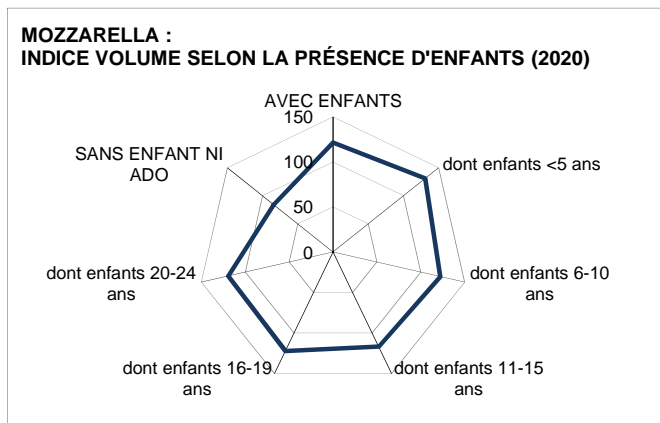 MOZZARELLA :
INDICE VOLUME SELON LA PRÉSENCE D'ENFANTS (2020)
AVEC ENFANTS
150
100
50
0
dont enfants <5 ans
dont enfants 6-10
ans
dont enfants 11-15
ans
dont enfants 16-19
ans
dont enfants 20-24
ans
SANS ENFANT NI
ADO